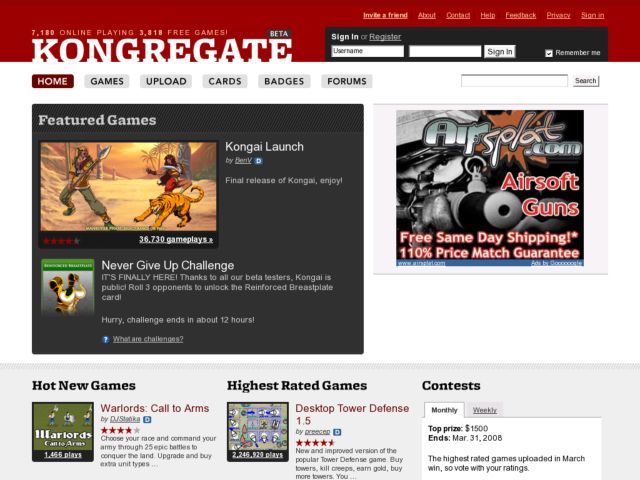 Invite a friend About Contact Help Feedback Privacy Sign in
7,180 ONLINE PLAYING 3,818 FREE GAMES!
BETA
KONGREGATE
Sign In or Register
Username
Sign In
Remember me
HOME GAMES UPLOAD CARDS BADGES FORUMS
Search
Featured Games
Kongai Launch
by BenV D
Final release of Kongai, enjoy!
36,730 gameplays »
REINFORCED BREASTPLATE
Never Give Up Challenge
IT'S FINALLY HERE! Thanks to all our beta testers, Kongai is
public! Roll 3 opponents to unlock the Reinforced Breastplate
card!
Hurry, challenge ends in about 12 hours!
? What are challenges?
Airsplat
.com
Airsoft
Guns
Free Same Day Shipping!*
110% Price Match Guarantee
www.airsplat.com
Ads by Goooooogle
Hot New Games
Warlords
Call to Arms
1,466 plays
Warlords: Call to Arms
by DJStatika D
Choose your race and command your
army through 25 epic battles to
conquer the land. Upgrade and buy
extra unit types ...
Highest Rated Games
2,246,920 plays
Desktop Tower Defense
1.5
by preecep D
New and improved version of the
popular Tower Defense game. Buy
towers, kill creeps, earn gold, buy
more towers. You ...
Contests
Monthly Weekly
Top prize: $1500
Ends: Mar. 31, 2008
The highest rated games uploaded in March
win, so vote with your ratings.